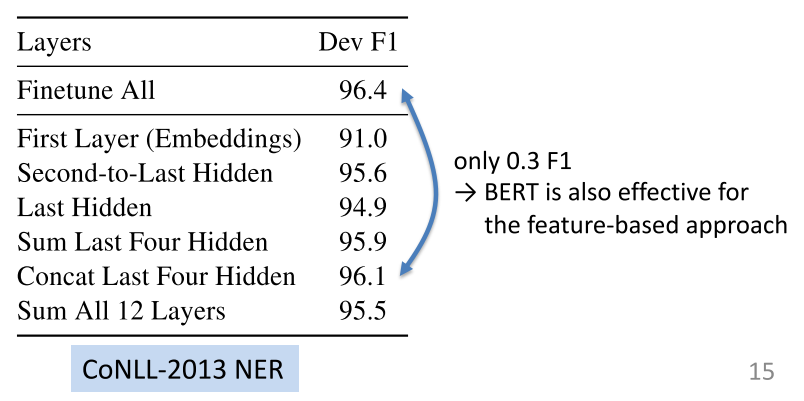 Layers Dev F1
Finetune All 96.4
First Layer (Embeddings) 91.0
Second-to-Last Hidden 95.6
Last Hidden 94.9
Sum Last Four Hidden 95.9
Concat Last Four Hidden 96.1
Sum All 12 Layers 95.5
only 0.3 F1
→ BERT is also effective for
the feature-based approach
CoNLL-2013 NER
15